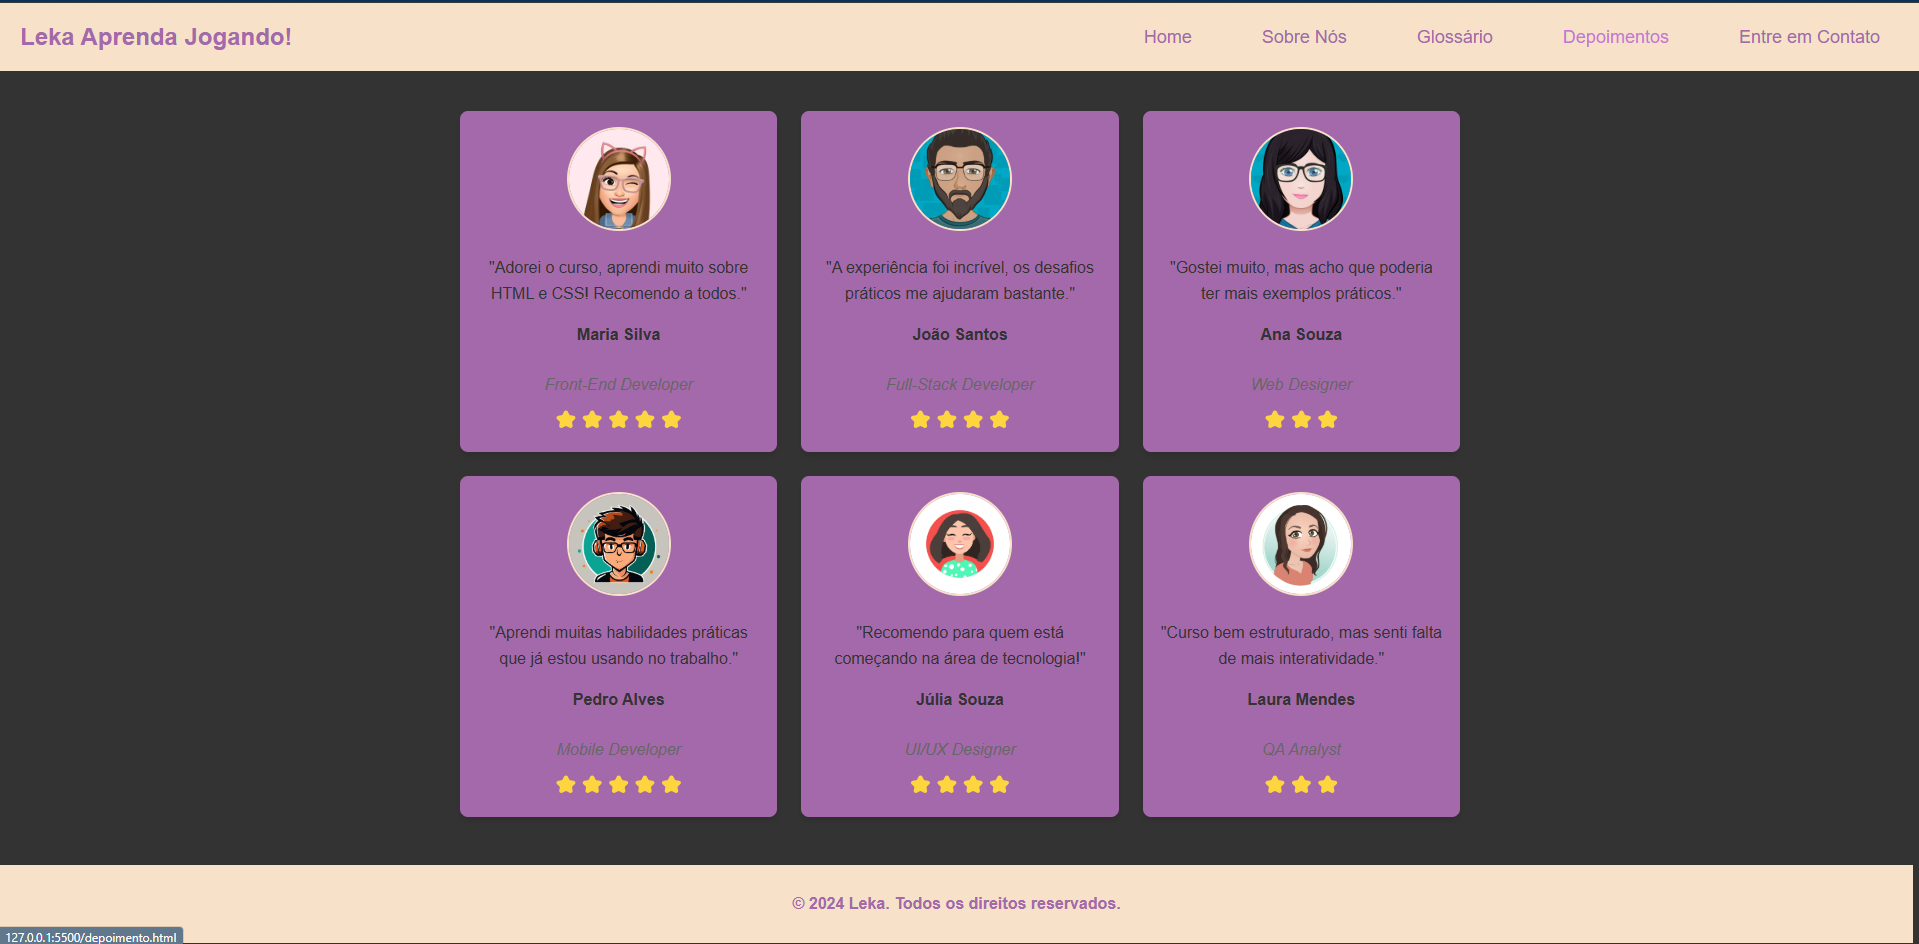 Leka Aprenda Jogando!
Home
Sobre Nós
Glossário
Depoimentos
Entre em Contato
"Adorei o curso, aprendi muito sobre
HTML e CSS! Recomendo a todos."
Maria Silva
Front-End Developer
"A experiência foi incrível, os desafios
práticos me ajudaram bastante."
João Santos
Full-Stack Developer
"Gostei muito, mas acho que poderia
ter mais exemplos práticos."
Ana Souza
Web Designer
"Aprendi muitas habilidades práticas
que já estou usando no trabalho."
Pedro Alves
Mobile Developer
"Recomendo para quem está
começando na área de tecnologia!"
Júlia Souza
UI/UX Designer
"Curso bem estruturado, mas senti falta
de mais interatividade."
Laura Mendes
QA Analyst
© 2024 Leka. Todos os direitos reservados.
127.0.0.1:5500/depoimento.html